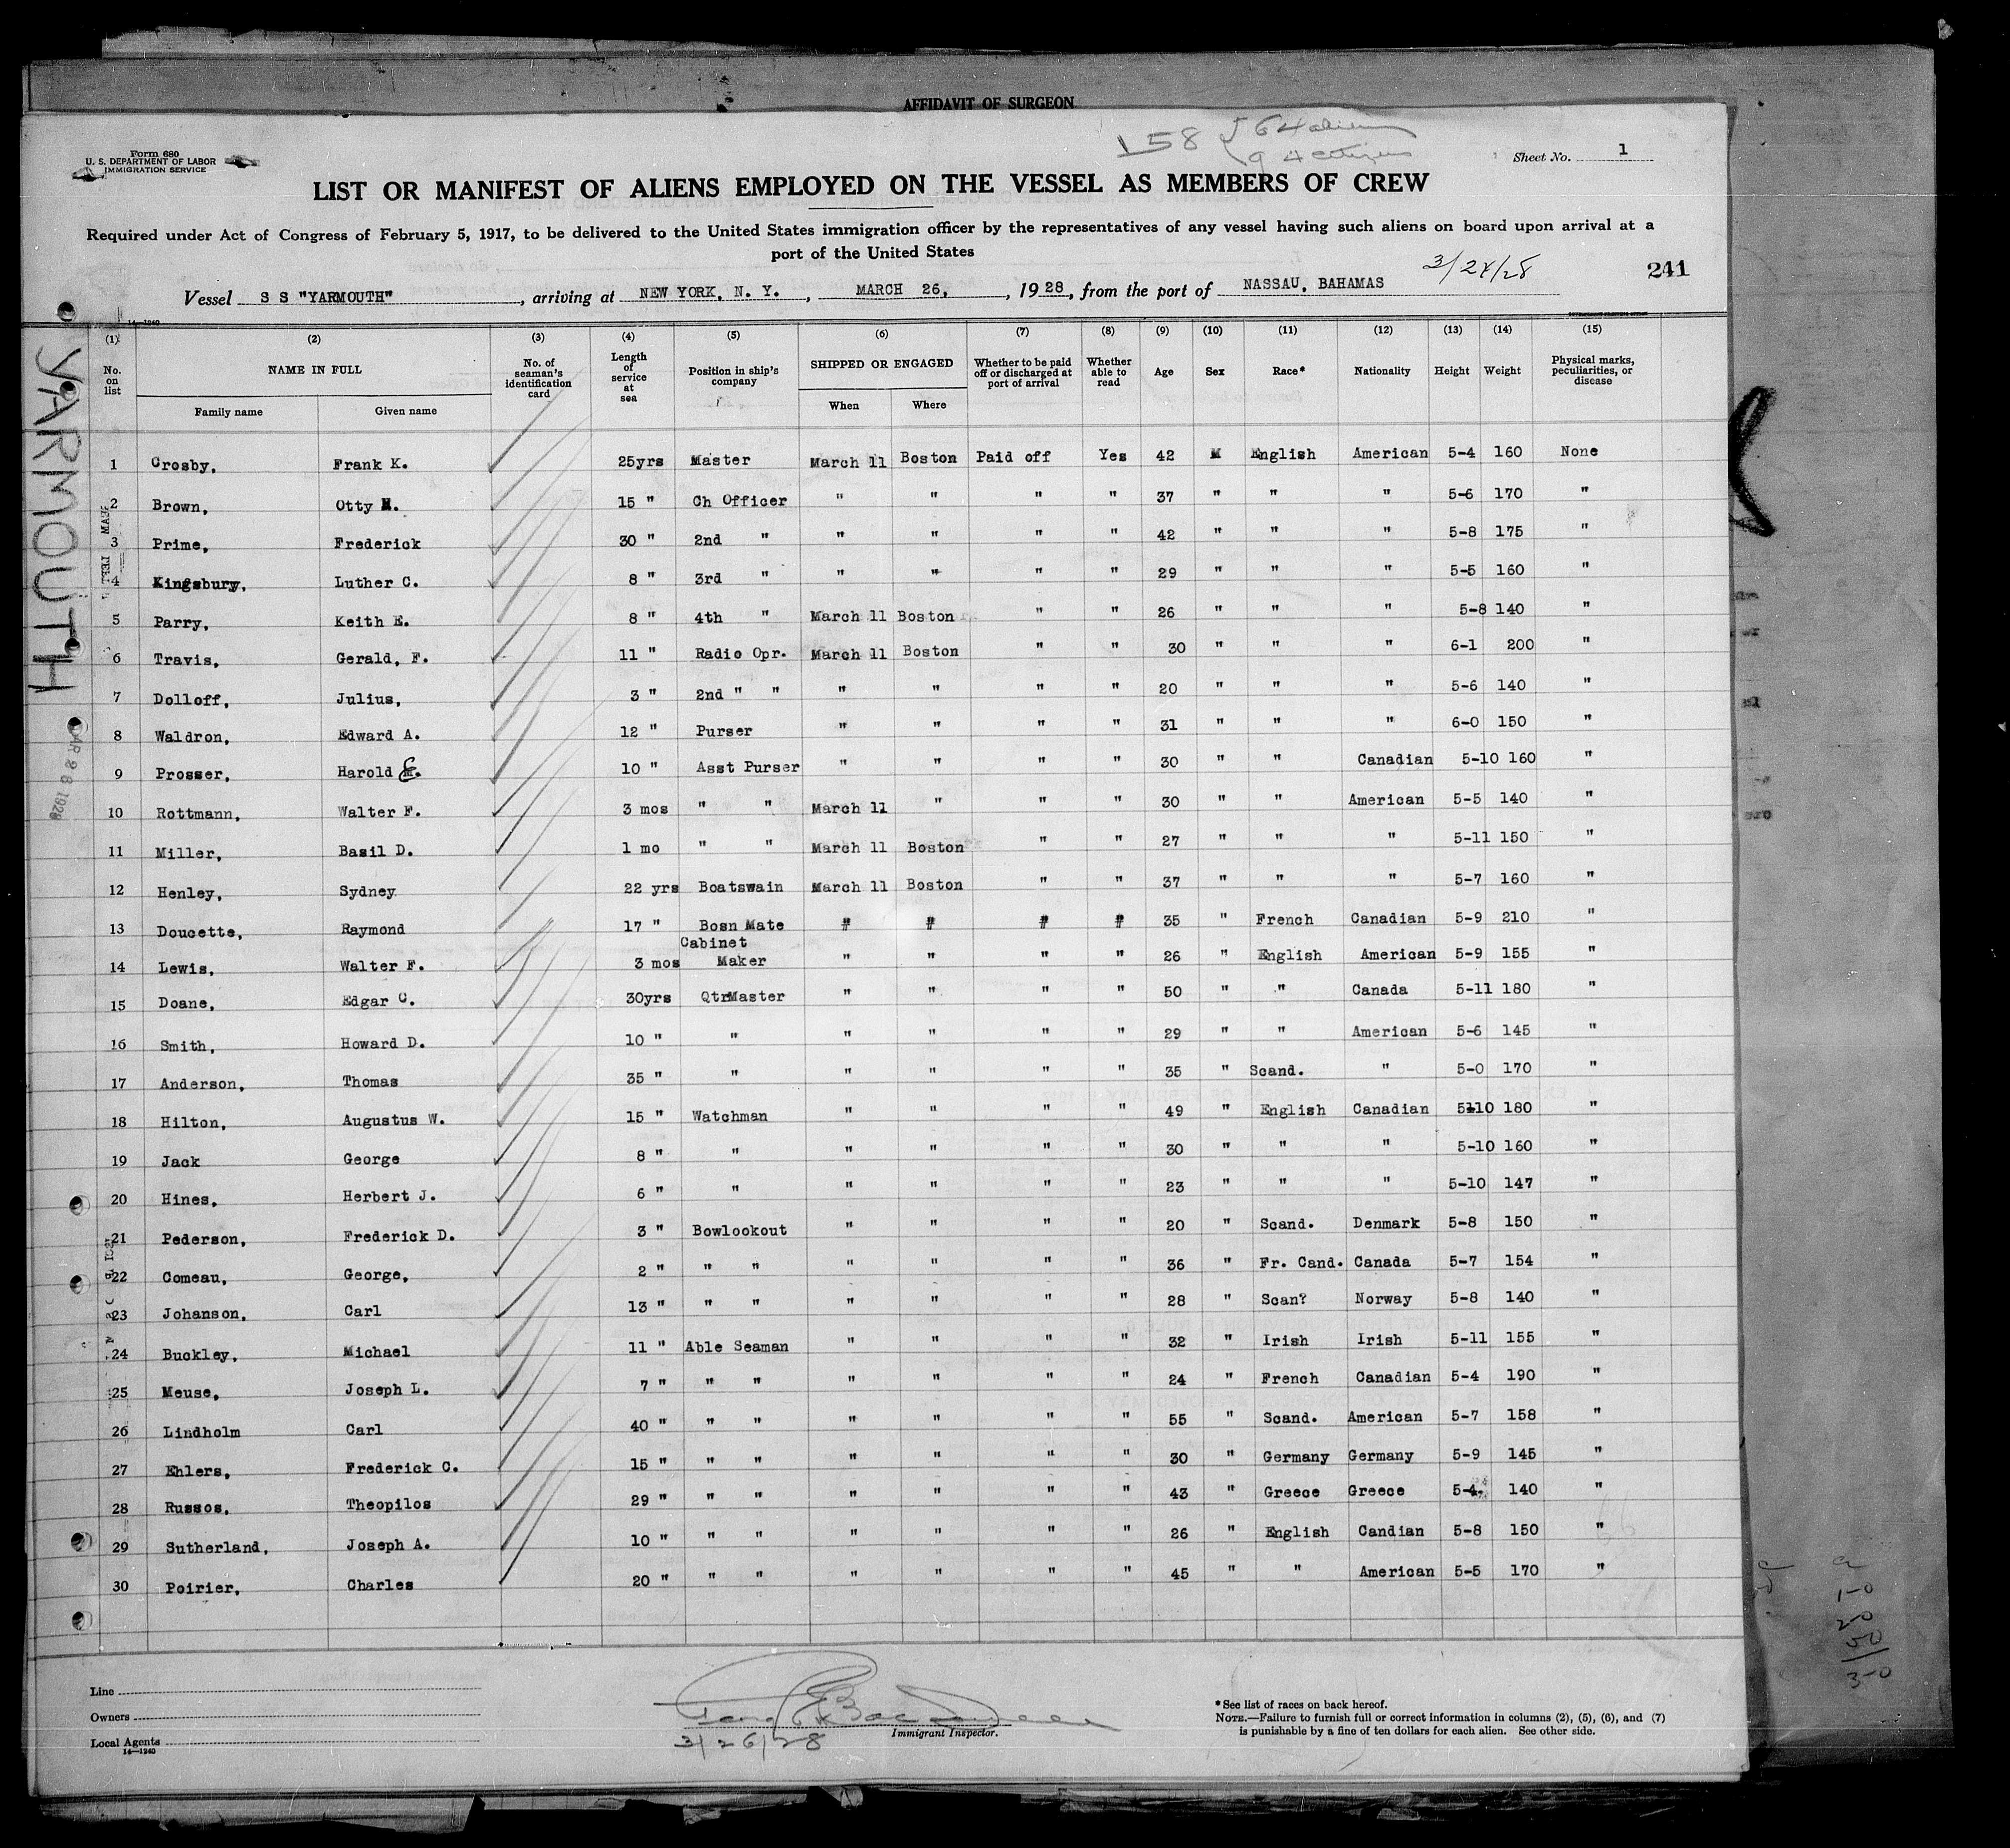 AFFIDAVIT OF SURGEON
158 { 64 aliens
94 citizens
Form 680
U. S. DEPARTMENT OF LABOR
IMMIGRATION SERVICE
Sheet No. 1
LIST OR MANIFEST OF ALIENS EMPLOYED ON THE VESSEL AS MEMBERS OF CREW
Required under Act of Congress of February 5, 1917, to be delivered to the United States immigration officer by the representatives of any vessel having such aliens on board upon arrival at a
port of the United States
241
Vessel S S "YARMOUTH", arriving at NEW YORK, N. Y., MARCH 26, 1928, from the port of NASSAU, BAHAMAS
14—1240
YARMOUTH
(1) (2) (3) (4) (5) (6) (7) (8) (9) (10) (11) (12) (13) (14) (15)
No. on list NAME IN FULL Family name Given name No. of seaman's identification card Length of service at sea Position in ship's company SHIPPED OR ENGAGED When Where Whether to be paid off or discharged at port of arrival Whether able to read Age Sex Race* Nationality Height Weight Physical marks, peculiarities, or disease
1 Crosby, Frank K. 25yrs Master March 11 Boston Paid off Yes 42 M English American 5-4 160 None
2 Brown, Otty M. 15 " Ch Officer " " " " 37 " " " 5-6 170 "
3 Prime, Frederick 30 " 2nd " " " " " 42 " " " 5-8 175 "
4 Kingsbury, Luther C. 8 " 3rd " " " " " 29 " " " 5-5 160 "
5 Parry, Keith E. 8 " 4th " March 11 Boston " " 26 " " " 5-8 140 "
6 Travis, Gerald, F. 11 " Radio Opr. March 11 Boston " " 30 " " " 6-1 200 "
7 Dolloff, Julius, 3 " 2nd " " " " " " 20 " " " 5-6 140 "
8 Waldron, Edward A. 12 " Purser " " " " 31 " " " 6-0 150 "
9 Prosser, Harold E. 10 " Asst Purser " " " " 30 " " Canadian 5-10 160 "
10 Rottmann, Walter F. 3 mos " " March 11 " " " 30 " " American 5-5 140 "
11 Miller, Basil D. 1 mo " " March 11 Boston " " 27 " " " 5-11 150 "
12 Henley, Sydney 22 yrs Boatswain March 11 Boston " " 37 " " " 5-7 160 "
13 Doucette, Raymond 17 " Bosn Mate # # # # 35 " French Canadian 5-9 210 "
14 Lewis, Walter F. 3 mos Cabinet Maker " " " " 26 " English American 5-9 155 "
15 Doane, Edgar C. 30yrs QtrMaster " " " " 50 " " Canada 5-11 180 "
16 Smith, Howard D. 10 " " " " " " 29 " " American 5-6 145 "
17 Anderson, Thomas 35 " " " " " " 35 " Scand. " 5-0 170 "
18 Hilton, Augustus W. 15 " Watchman " " " " 49 " English Canadian 5-10 180 "
19 Jack George 8 " " " " " " 30 " " " 5-10 160 "
20 Hines, Herbert J. 6 " " " " " " 23 " " " 5-10 147 "
21 Pederson, Frederick D. 3 " Bowlookout " " " " 20 " Scand. Denmark 5-8 150 "
22 Comeau, George, 2 " " " " " " " 36 " Fr. Cand. Canada 5-7 154 "
23 Johanson, Carl 13 " " " " " " " 28 " Scan? Norway 5-8 140 "
24 Buckley, Michael 11 " Able Seaman " " " " 32 " Irish Irish 5-11 155 "
25 Meuse, Joseph L. 7 " " " " " " " 24 " French Canadian 5-4 190 "
26 Lindholm Carl 40 " " " " " " " 55 " Scand. American 5-7 158 "
27 Ehlers, Frederick C. 15 " " " " " " " 30 " Germany Germany 5-9 145 "
28 Russos, Theopilos 29 " " " " " " " 43 " Greece Greece 5-4 140 "
29 Sutherland, Joseph A. 10 " " " " " " " 26 " English Candian 5-8 150 "
30 Poirier, Charles 20 " " " " " " " 45 " " American 5-5 170 "
Line
Owners
Local Agents
14—1240
Immigrant Inspector.
3/26/28
*See list of races on back hereof.
NOTE.—Failure to furnish full or correct information in columns (2), (5), (6), and (7)
is punishable by a fine of ten dollars for each alien. See other side.